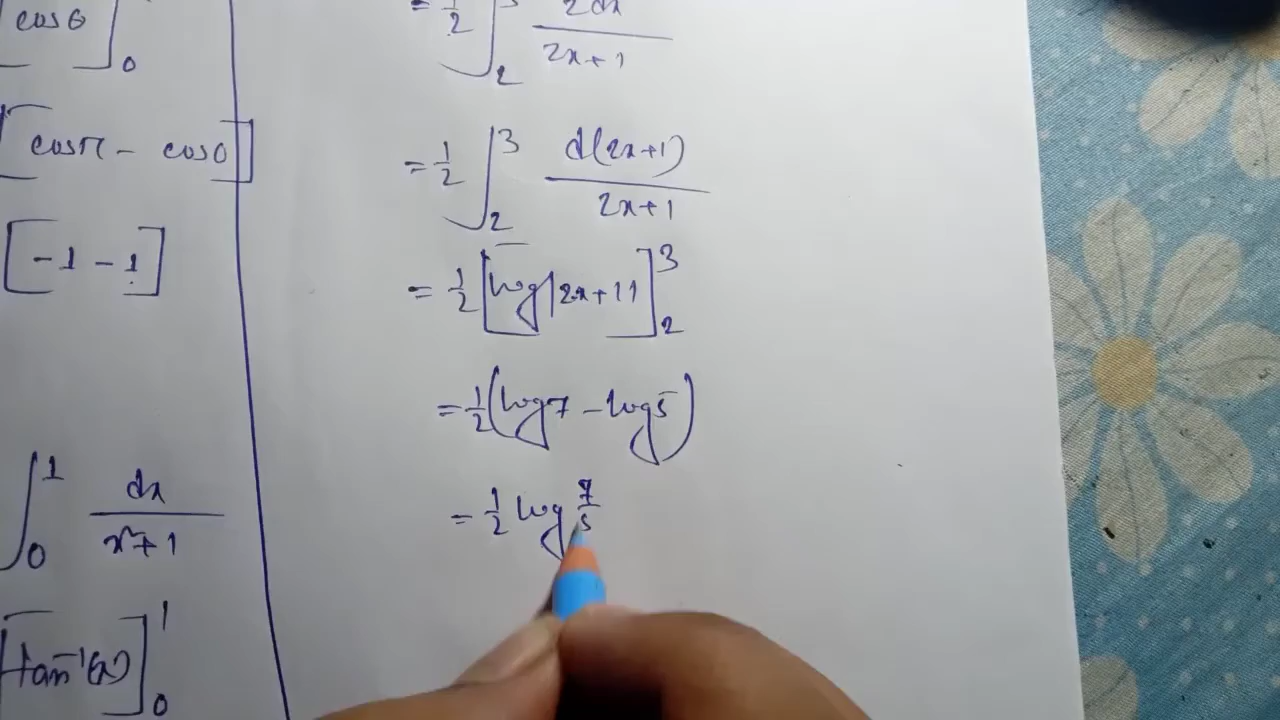 cosθ ]₀
[cosπ - cos0]
[-1 - 1]
∫₀¹ dx/(x²+1)
[tan⁻¹(x)]₀¹
= 1/2 ∫₂³ 2dx/(2x+1)
= 1/2 ∫₂³ d(2x+1)/(2x+1)
= 1/2 [log|2x+1|]₂³
= 1/2 (log7 - log5)
= 1/2 log 7/5